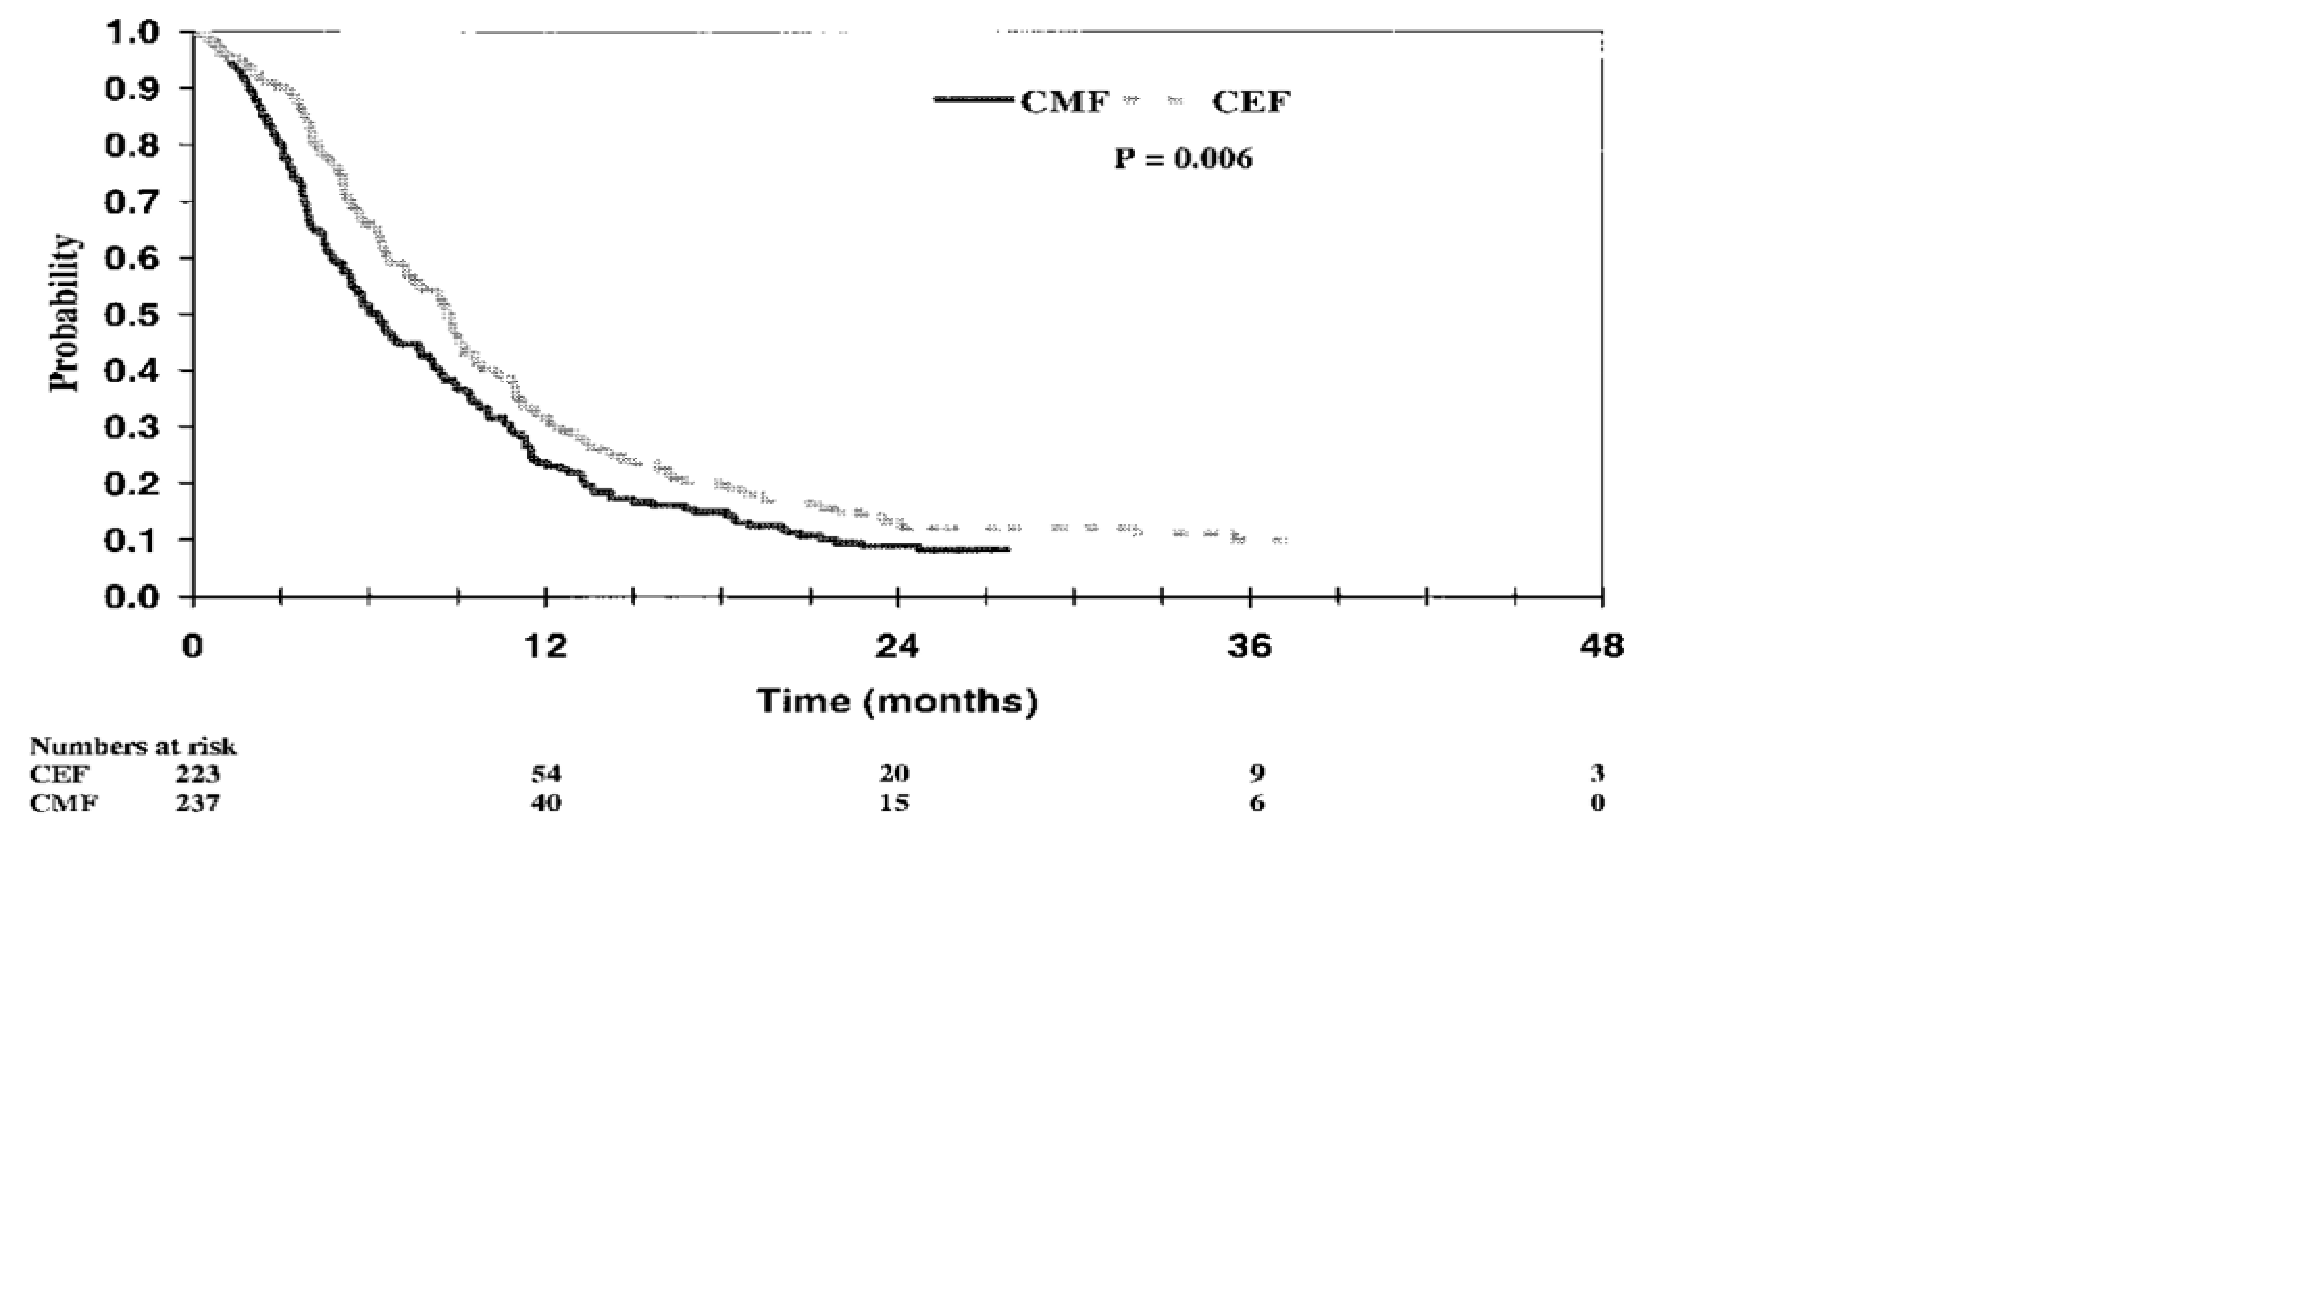 1.0
0.9
0.8
0.7
0.6
0.5
0.4
0.3
0.2
0.1
0.0
Probability
CMF CEF
P = 0.006
0 12 24 36 48
Time (months)
Numbers at risk
CEF 223 54 20 9 3
CMF 237 40 15 6 0